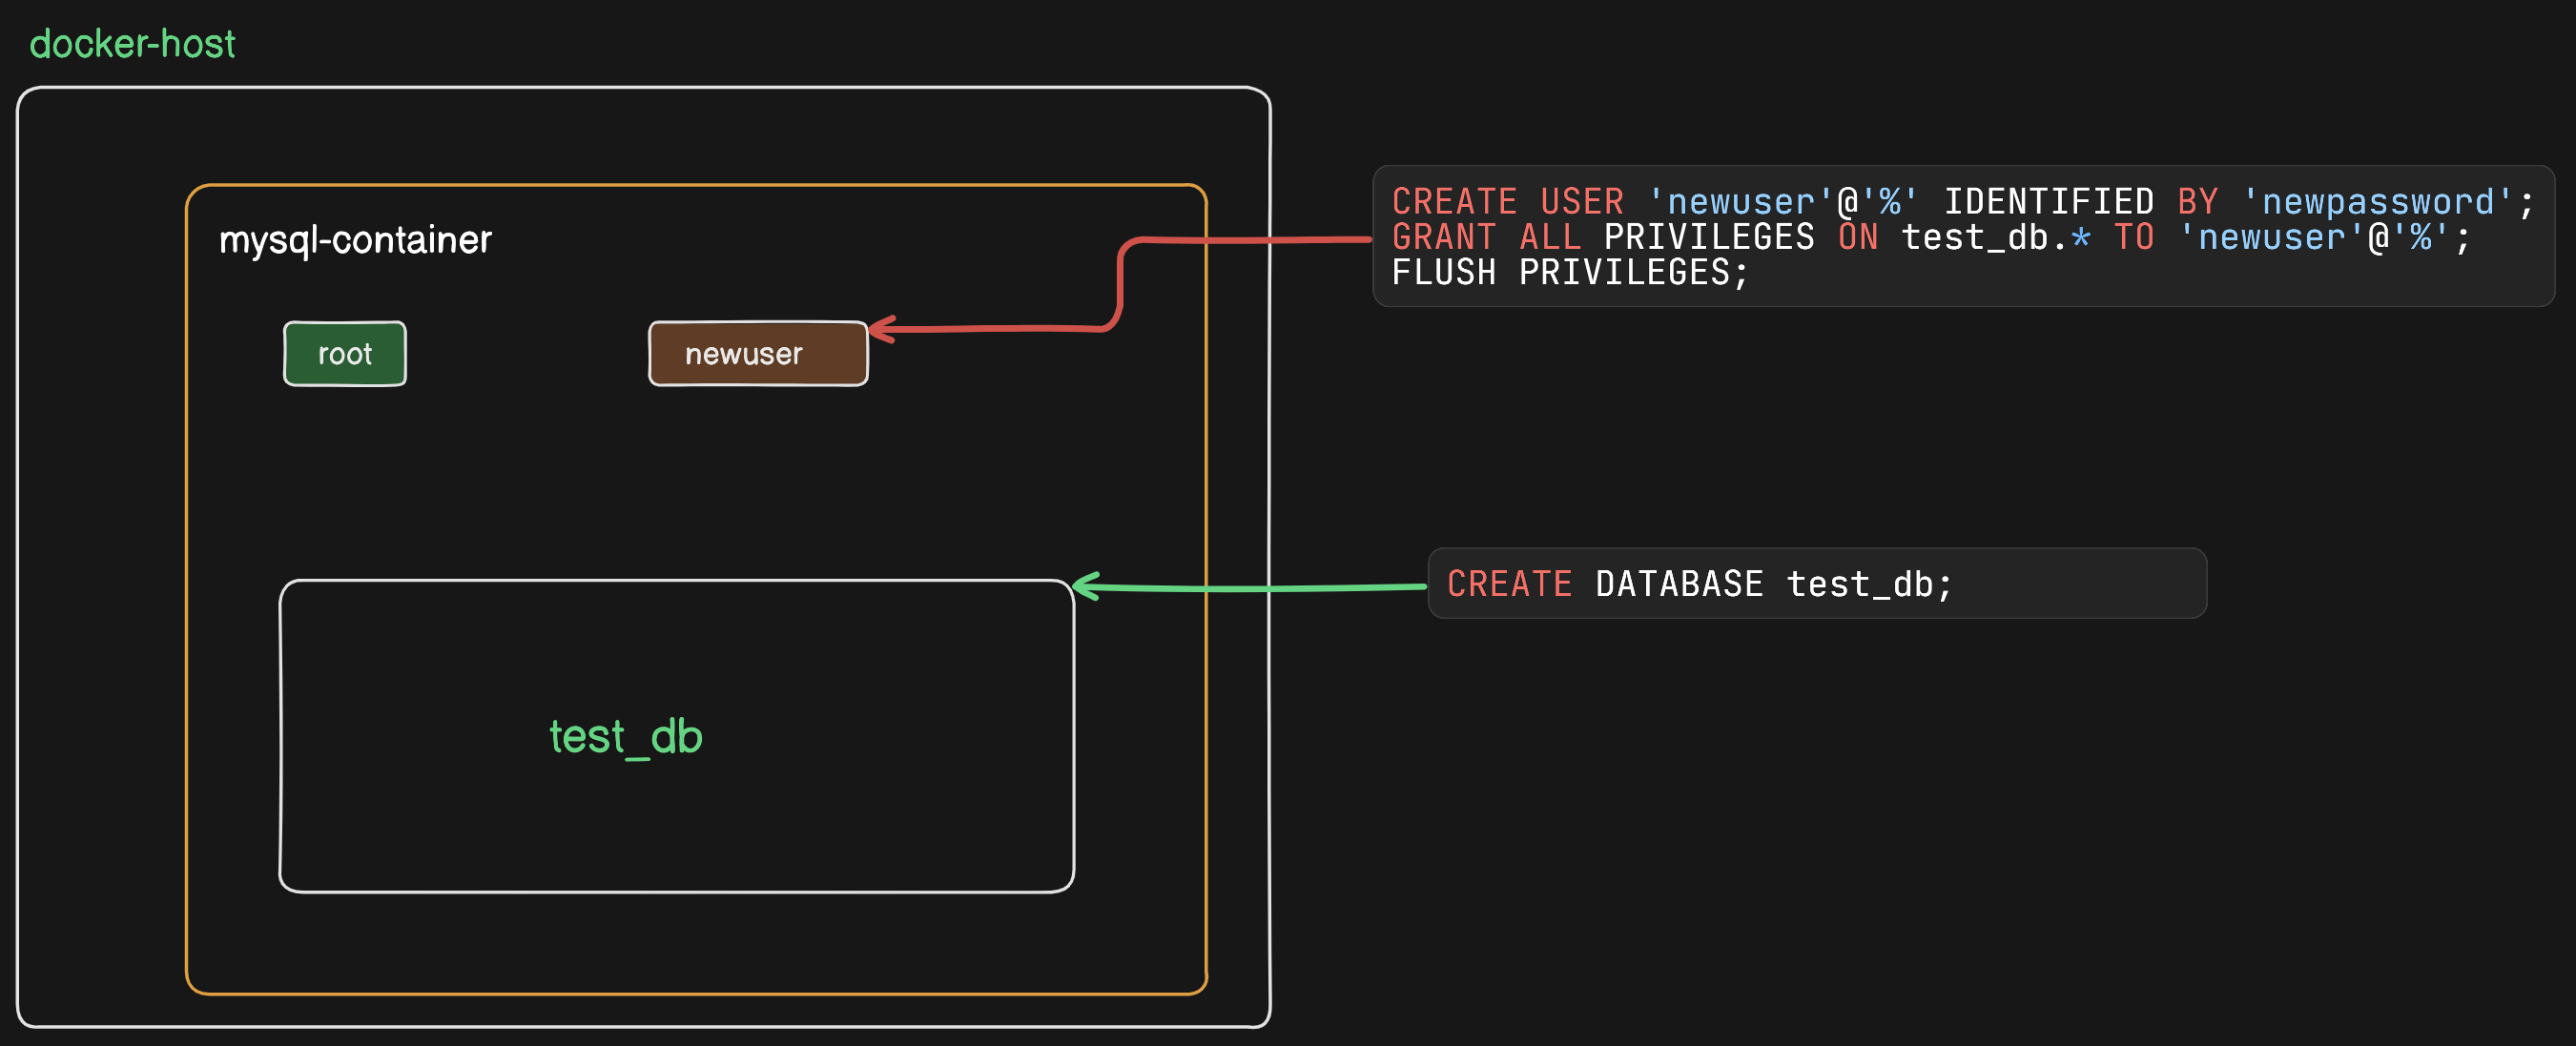 docker-host
mysql-container
root
newuser
test_db
CREATE USER 'newuser'@'%' IDENTIFIED BY 'newpassword';
GRANT ALL PRIVILEGES ON test_db.* TO 'newuser'@'%';
FLUSH PRIVILEGES;
CREATE DATABASE test_db;